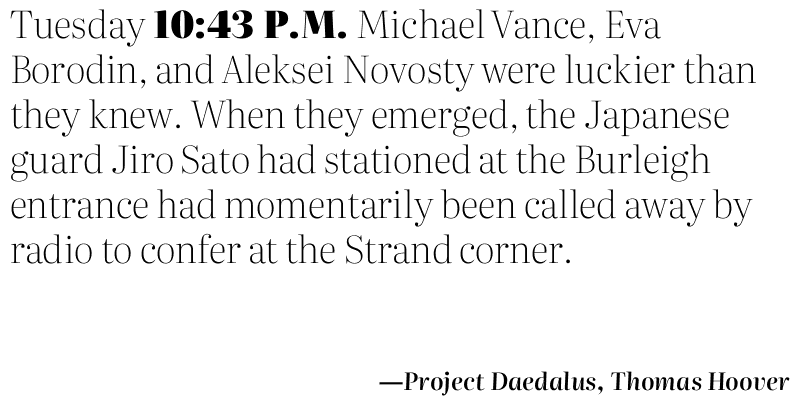 Tuesday 10:43 P.M. Michael Vance, Eva
Borodin, and Aleksei Novosty were luckier than
they knew. When they emerged, the Japanese
guard Jiro Sato had stationed at the Burleigh
entrance had momentarily been called away by
radio to confer at the Strand corner.
—Project Daedalus, Thomas Hoover